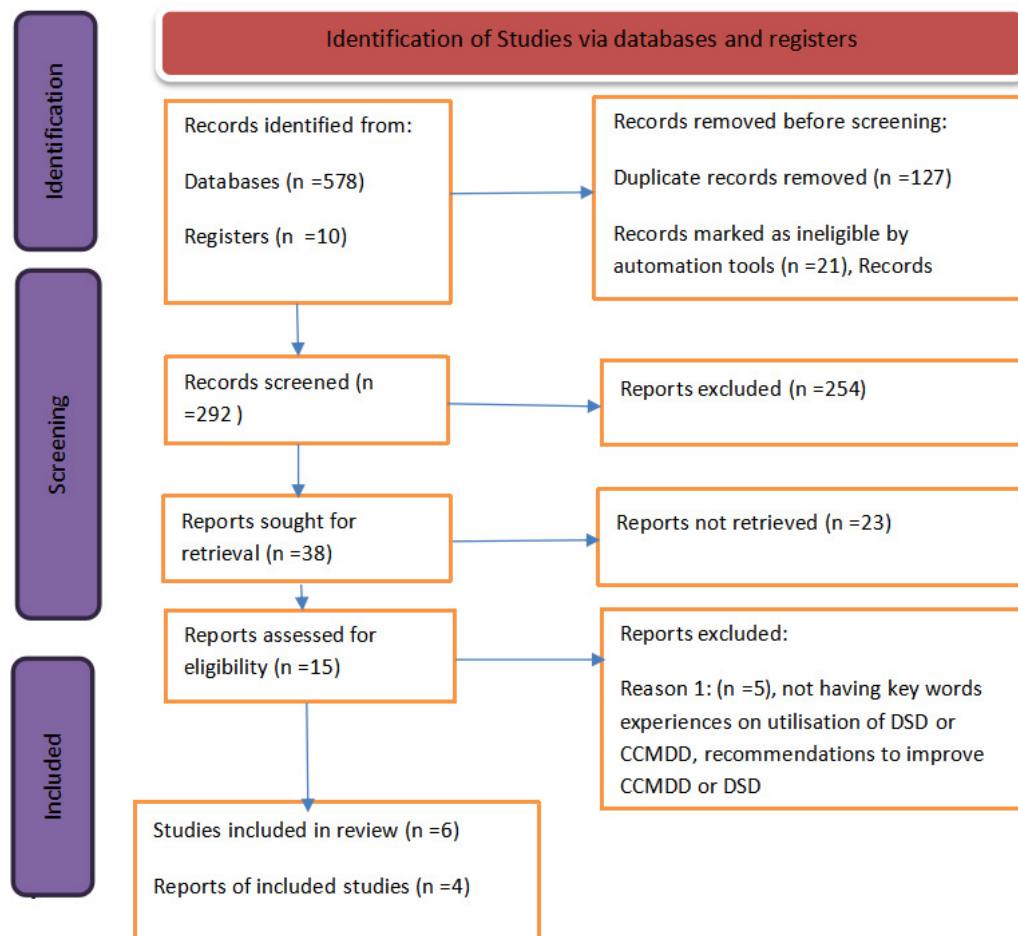 Identification of Studies via databases and registers
Identification
Records identified from:
Databases (n =578)
Registers (n  =10)
Records removed before screening:
Duplicate records removed (n =127)
Records marked as ineligible by
automation tools (n =21), Records
Screening
Records screened (n
=292 )
Reports excluded (n =254)
Reports sought for
retrieval (n =38)
Reports not retrieved (n =23)
Reports assessed for
eligibility (n =15)
Reports excluded:
Reason 1: (n =5), not having key words
experiences on utilisation of DSD or
CCMDD, recommendations to improve
CCMDD or DSD
Included
Studies included in review (n =6)
Reports of included studies (n =4)